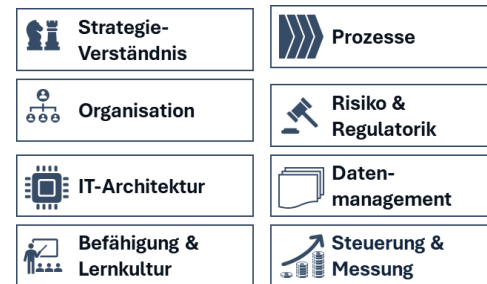 Strategie-
Verständnis
Prozesse
Organisation
Risiko &
Regulatorik
IT-Architektur
Daten-
management
Befähigung &
Lernkultur
Steuerung &
Messung